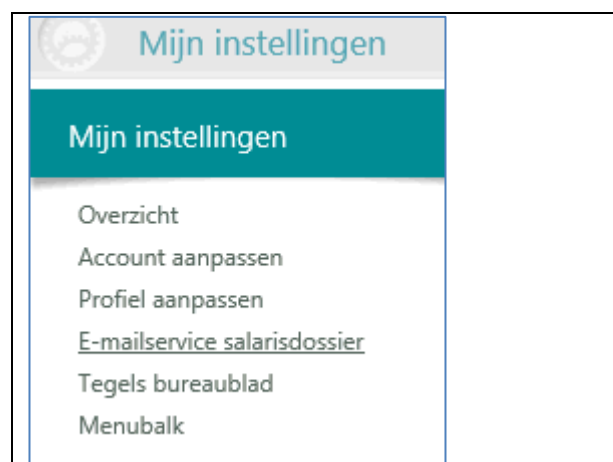 Mijn instellingen
Mijn instellingen
Overzicht
Account aanpassen
Profiel aanpassen
E-mailservice salarisdossier
Tegels bureaublad
Menubalk